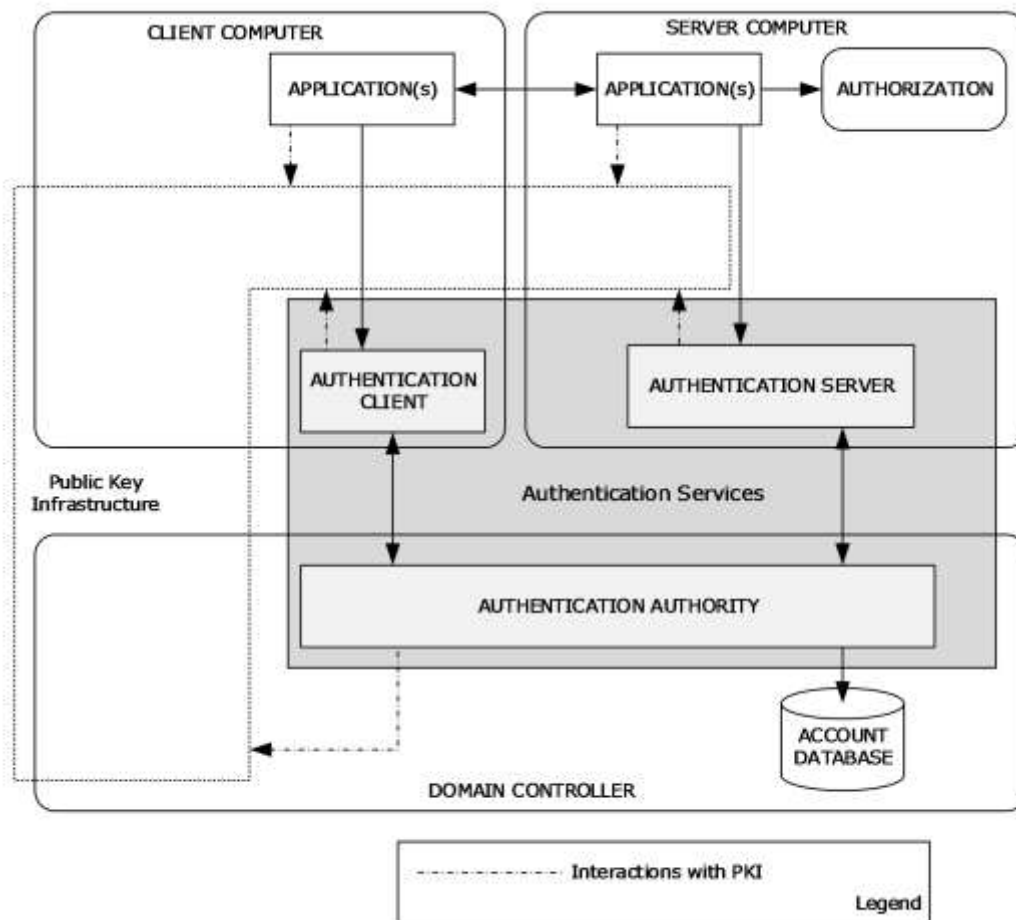 CLIENT COMPUTER
SERVER COMPUTER
APPLICATION(s)
APPLICATION(s)
AUTHORIZATION
AUTHENTICATION
CLIENT
AUTHENTICATION SERVER
Public Key
Infrastructure
Authentication Services
AUTHENTICATION AUTHORITY
ACCOUNT
DATABASE
DOMAIN CONTROLLER
Interactions with PKI
Legend